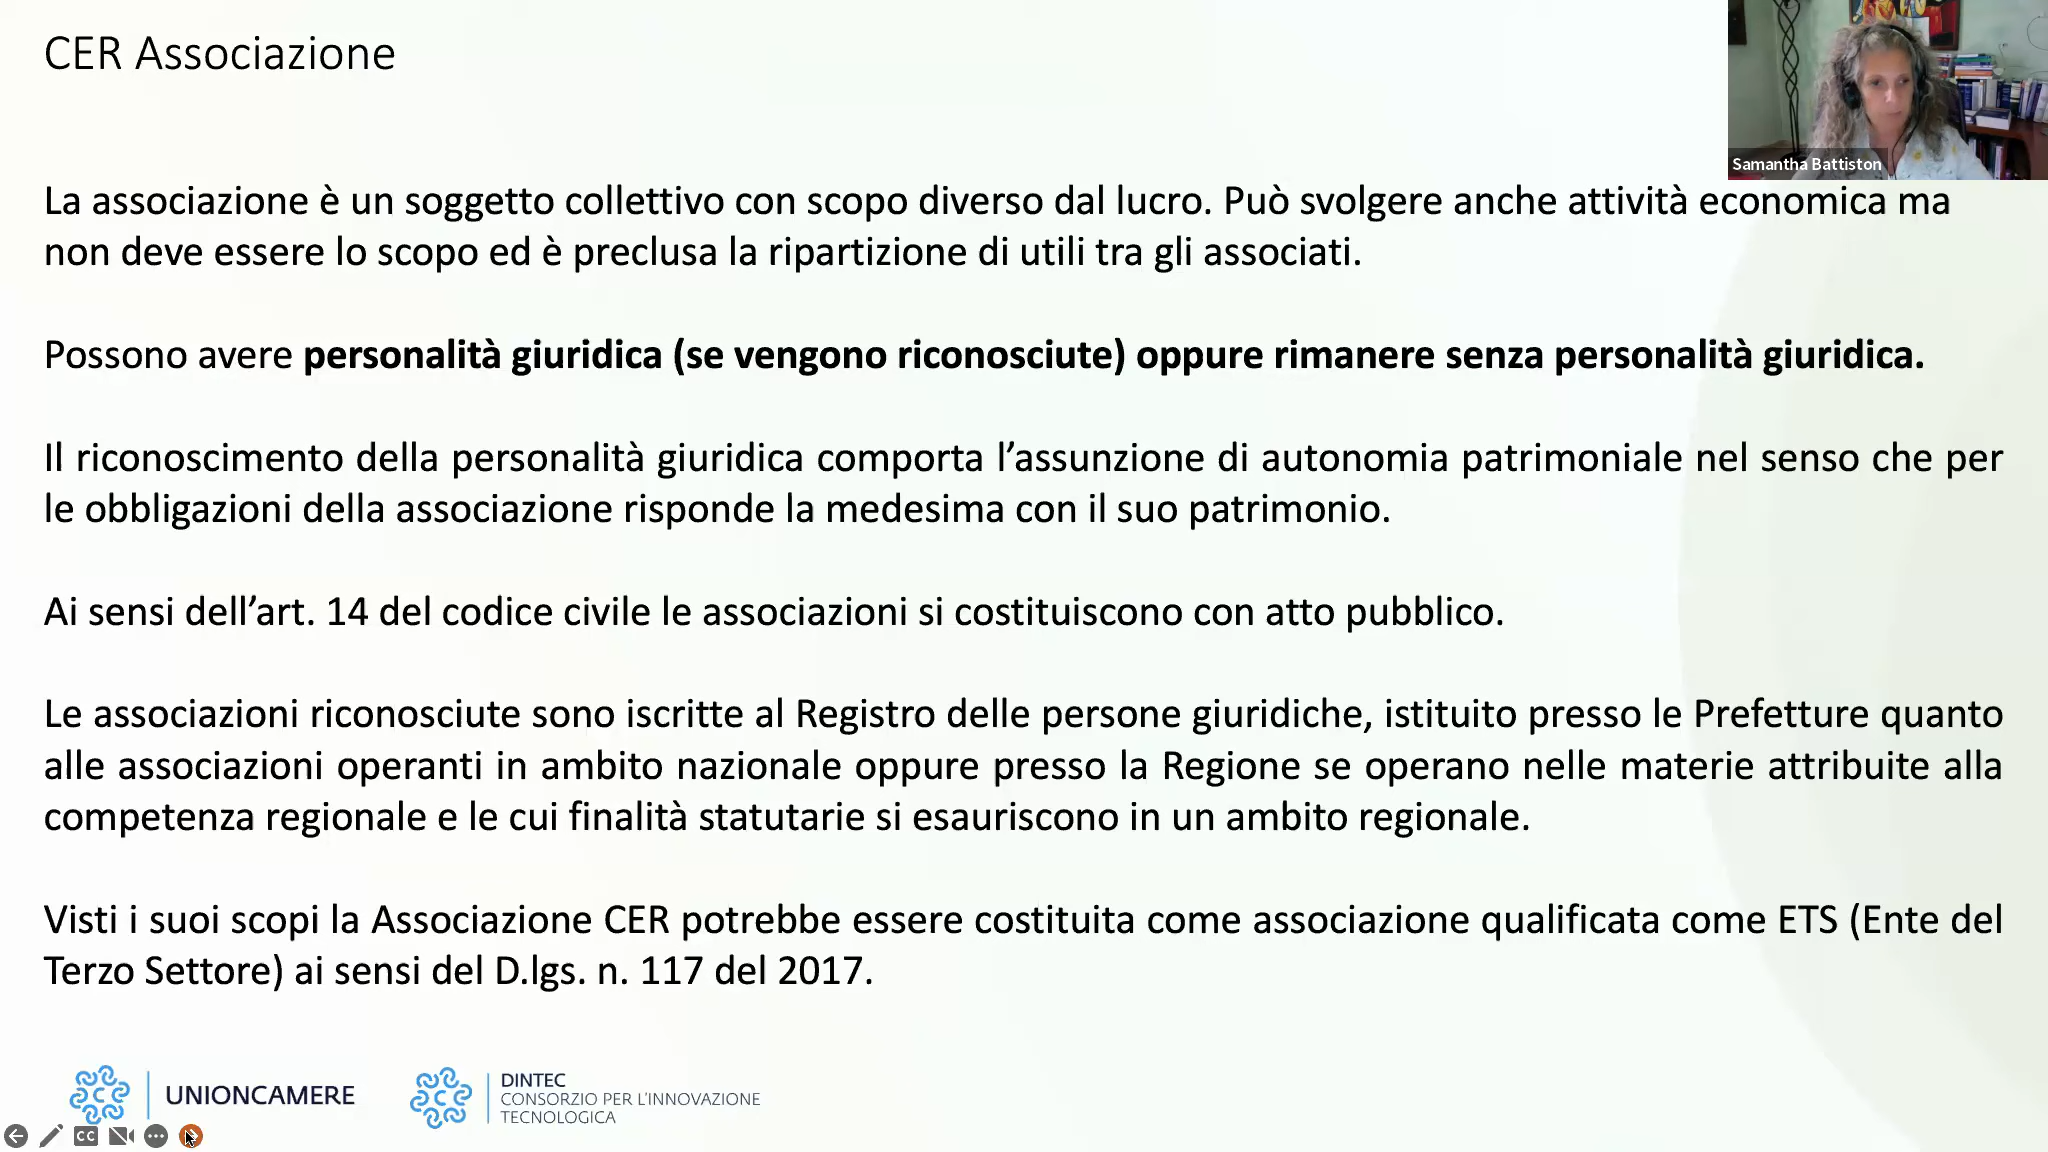 CER Associazione
Samantha Battiston
La associazione è un soggetto collettivo con scopo diverso dal lucro. Può svolgere anche attività economica ma
non deve essere lo scopo ed è preclusa la ripartizione di utili tra gli associati.
Possono avere personalità giuridica (se vengono riconosciute) oppure rimanere senza personalità giuridica.
Il riconoscimento della personalità giuridica comporta l’assunzione di autonomia patrimoniale nel senso che per
le obbligazioni della associazione risponde la medesima con il suo patrimonio.
Ai sensi dell’art. 14 del codice civile le associazioni si costituiscono con atto pubblico.
Le associazioni riconosciute sono iscritte al Registro delle persone giuridiche, istituito presso le Prefetture quanto
alle associazioni operanti in ambito nazionale oppure presso la Regione se operano nelle materie attribuite alla
competenza regionale e le cui finalità statutarie si esauriscono in un ambito regionale.
Visti i suoi scopi la Associazione CER potrebbe essere costituita come associazione qualificata come ETS (Ente del
Terzo Settore) ai sensi del D.lgs. n. 117 del 2017.
UNIONCAMERE
DINTEC
CONSORZIO PER L'INNOVAZIONE
TECNOLOGICA
CC